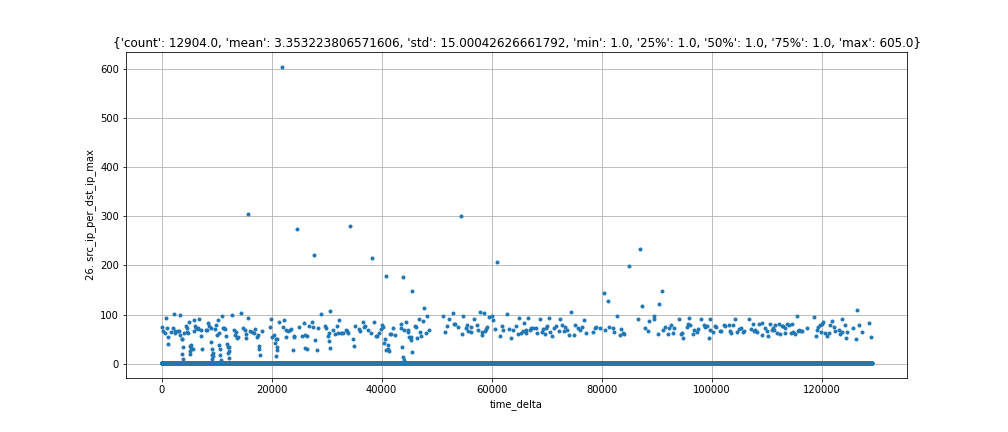 {'count': 12904.0, 'mean': 3.353223806571606, 'std': 15.00042626661792, 'min': 1.0, '25%': 1.0, '50%': 1.0, '75%': 1.0, 'max': 605.0}
26. src_ip_per_dst_ip_max
600
500
400
300
200
100
0
0 20000 40000 60000 80000 100000 120000
time_delta